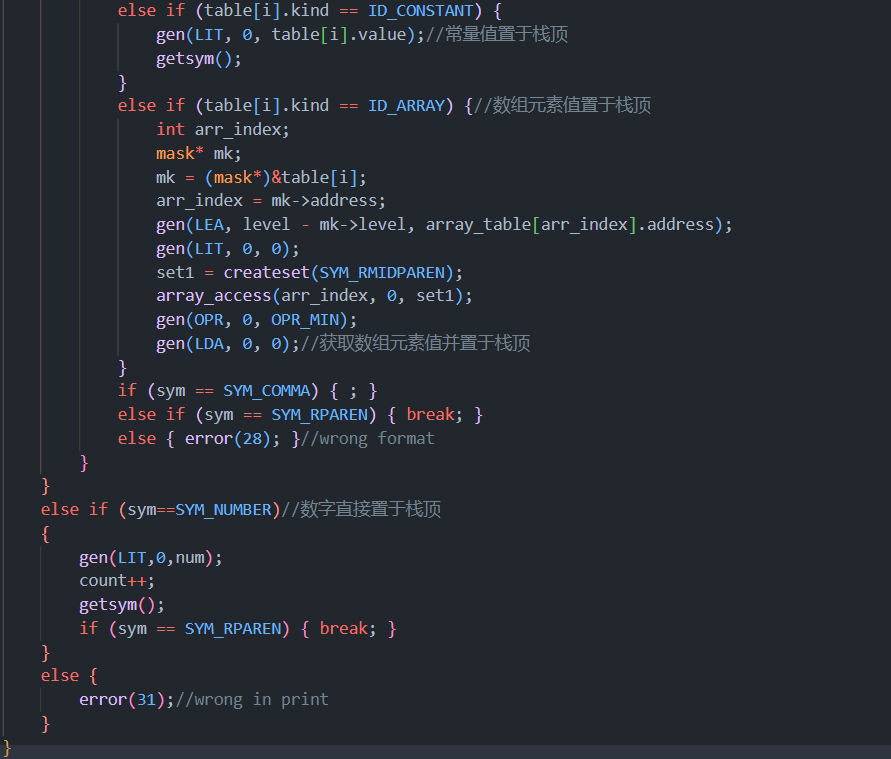 else if (table[i].kind == ID_CONSTANT) {
gen(LIT, 0, table[i].value);//常量值置于栈顶
getsym();
}
else if (table[i].kind == ID_ARRAY) {//数组元素值置于栈顶
int arr_index;
mask* mk;
mk = (mask*)&table[i];
arr_index = mk->address;
gen(LEA, level - mk->level, array_table[arr_index].address);
gen(LIT, 0, 0);
set1 = createset(SYM_RMIDPAREN);
array_access(arr_index, 0, set1);
gen(OPR, 0, OPR_MIN);
gen(LDA, 0, 0);//获取数组元素值并置于栈顶
}
if (sym == SYM_COMMA) { ; }
else if (sym == SYM_RPAREN) { break; }
else { error(28); }//wrong format
}
}
else if (sym==SYM_NUMBER)//数字直接置于栈顶
{
gen(LIT,0,num);
count++;
getsym();
if (sym == SYM_RPAREN) { break; }
}
else {
error(31);//wrong in print
}
}